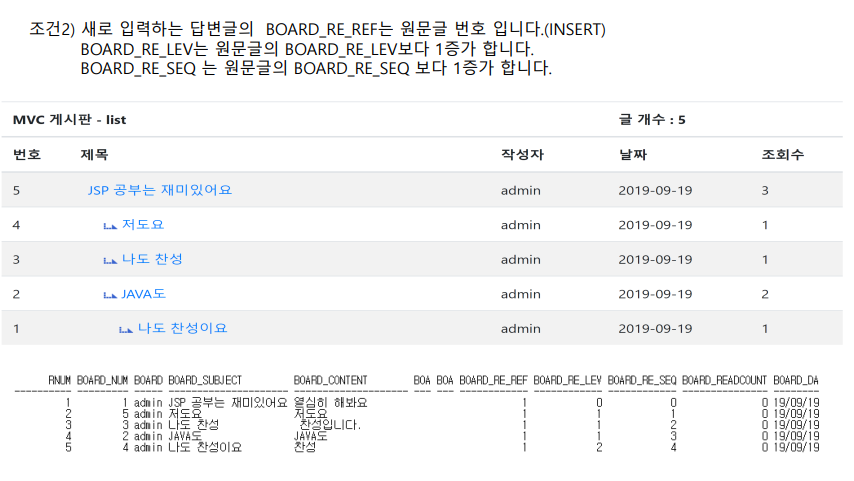 조건2) 새로 입력하는 답변글의 BOARD_RE_REF는 원문글 번호 입니다.(INSERT)
BOARD_RE_LEV는 원문글의 BOARD_RE_LEV보다 1증가 합니다.
BOARD_RE_SEQ 는 원문글의 BOARD_RE_SEQ 보다 1증가 합니다.
MVC 게시판 - list 글 개수 : 5
번호 제목 작성자 날짜 조회수
5 JSP 공부는 재미있어요 admin 2019-09-19 3
4 저도요 admin 2019-09-19 1
3 나도 찬성 admin 2019-09-19 1
2 JAVA도 admin 2019-09-19 2
1 나도 찬성이요 admin 2019-09-19 1
RNUM BOARD_NUM BOARD BOARD_SUBJECT BOARD_CONTENT BOA BOA BOARD_RE_REF BOARD_RE_LEV BOARD_RE_SEQ BOARD_READCOUNT BOARD_DA
1 1 admin JSP 공부는 재미있어요 열심히 해봐요 1 0 0 0 19/09/19
2 5 admin 저도요 저도요 1 1 1 0 19/09/19
3 3 admin 나도 찬성 찬성입니다. 1 1 2 0 19/09/19
4 2 admin JAVA도 JAVA도 1 1 3 0 19/09/19
5 4 admin 나도 찬성이요 찬성 1 2 4 0 19/09/19